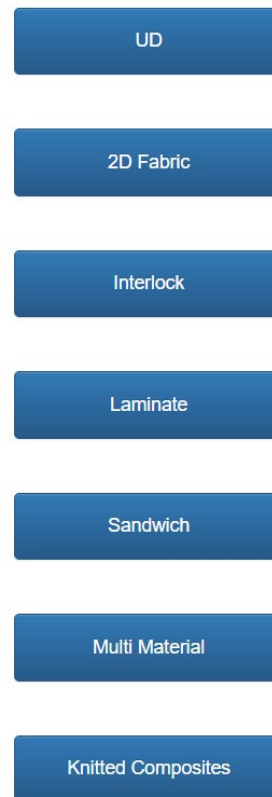 UD
2D Fabric
Interlock
Laminate
Sandwich
Multi Material
Knitted Composites